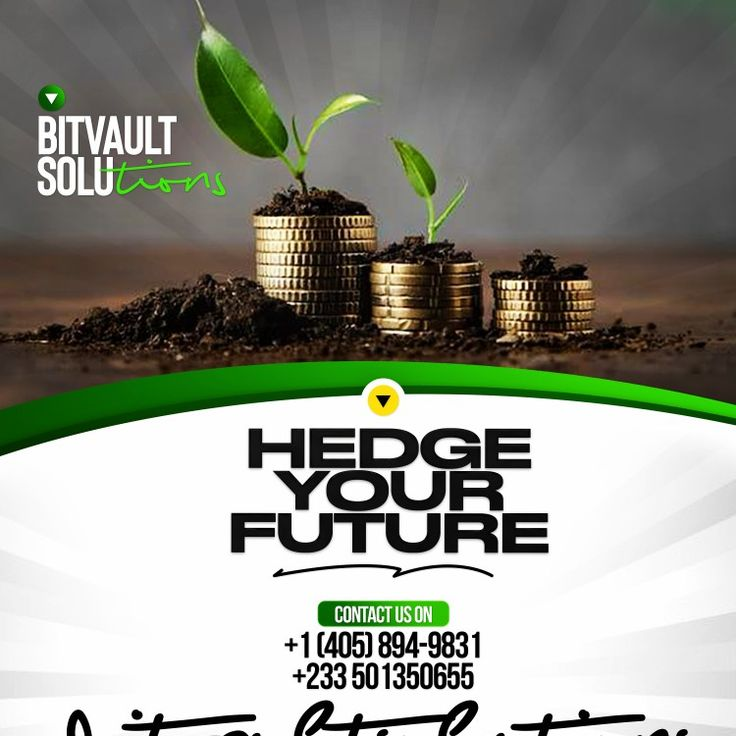 BITVAULT
SOLUtions
HEDGE
YOUR
FUTURE
CONTACT US ON
+1 (405) 894-9831
+233 501350655